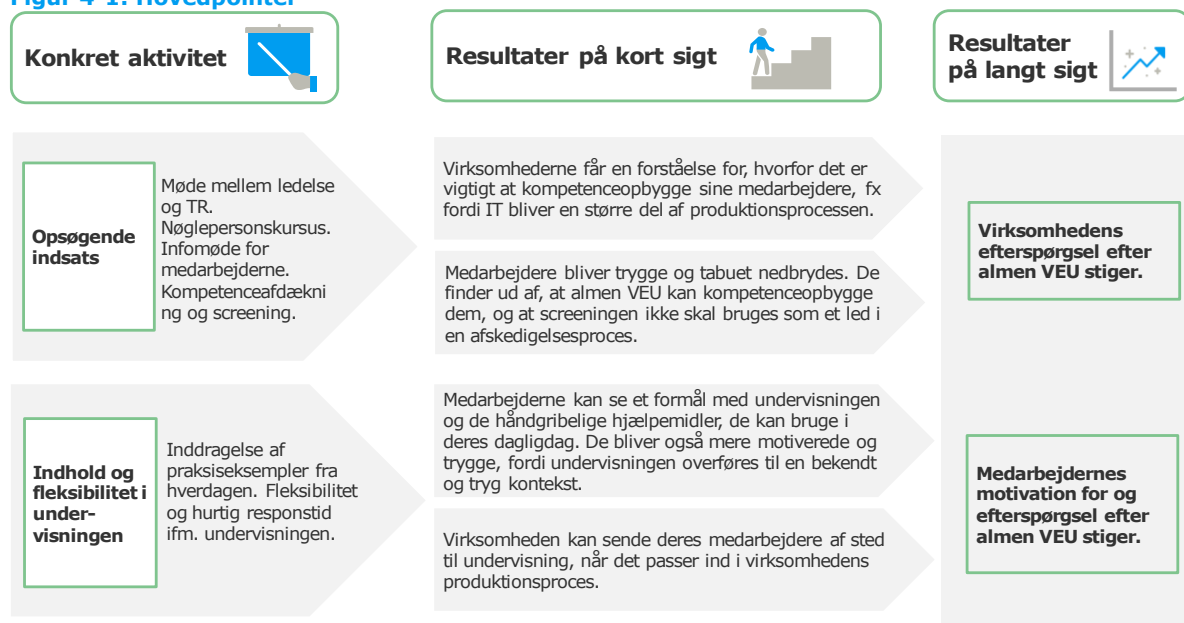 Figur 4-1: Hovedpointer
Konkret aktivitet
Resultater på kort sigt
Resultater
på langt sigt
Opsøgende
indsats
Møde mellem ledelse
og TR.
Nøglepersonskursus.
Infomøde for
medarbejderne.
Kompetenceafdækni
ng og screening.
Virksomhederne får en forståelse for, hvorfor det er
vigtigt at kompetenceopbygge sine medarbejdere, fx
fordi IT bliver en større del af produktionsprocessen.
Medarbejdere bliver trygge og tabuet nedbrydes. De
finder ud af, at almen VEU kan kompetenceopbygge
dem, og at screeningen ikke skal bruges som et led i
en afskedigelsesproces.
Virksomhedens
efterspørgsel efter
almen VEU stiger.
Indhold og
fleksibilitet i
under-
visningen
Inddragelse af
praksiseksempler fra
hverdagen. Fleksibilitet
og hurtig responstid
ifm. undervisningen.
Medarbejderne kan se et formål med undervisningen
og de håndgribelige hjælpemidler, de kan bruge i
deres dagligdag. De bliver også mere motiverede og
trygge, fordi undervisningen overføres til en bekendt
og tryg kontekst.
Virksomheden kan sende deres medarbejdere af sted
til undervisning, når det passer ind i virksomhedens
produktionsproces.
Medarbejdernes
motivation for og
efterspørgsel efter
almen VEU stiger.